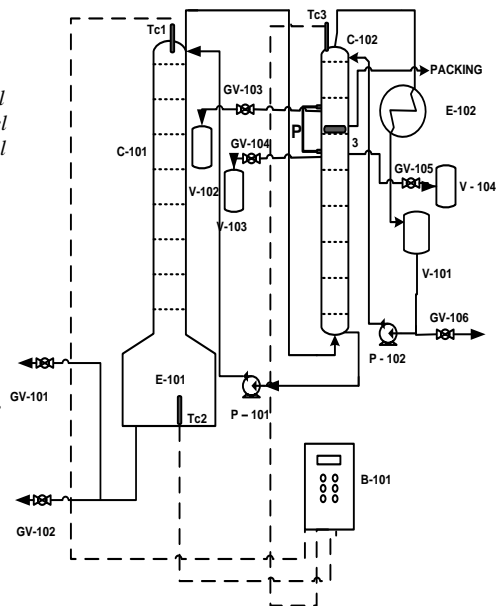 Tc1
Tc3
C-102
PACKING
GV-103
E-102
l
el
l
P
GV-104
C-101
3
GV-105
V-102
V - 104
V-103
V-101
GV-106
P - 102
E-101
GV-101
P – 101
Tc2
B-101
GV-102